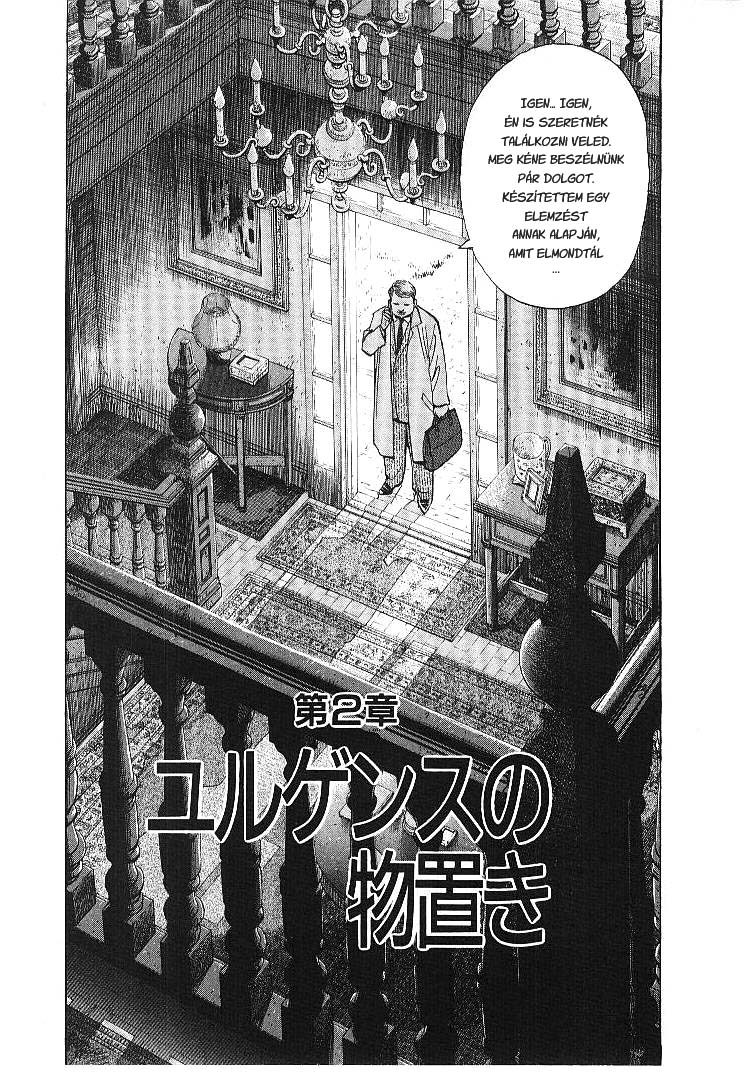 IGEN... IGEN,
ÉN IS SZERETNÉK
TALÁLKOZNI VELED.
MEG KÉNE BESZÉLNÜNK
PÁR DOLGOT.
KÉSZÍTETTEM EGY
ELEMZÉST
ANNAK ALAPJÁN,
AMIT ELMONDTÁL
...
第2章
ユルゲンスの
物置き